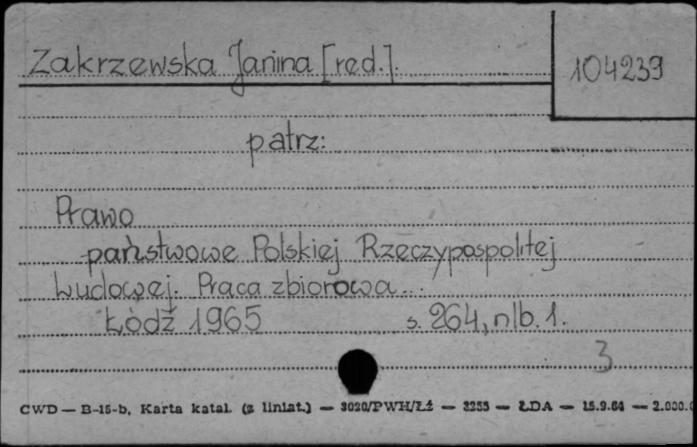 Zakrzewska Janina [red.].
104239
patrz:
Prawo
państwowe Polskiej Rzeczypospolitej
Ludowej. Praca zbiorowa...
Łódź 1965 s. 264, nlb. 1.
3
CWD — B-15-b, Karta katal. (z liniat.) — 3020/PWH/Łź — 3255 — ŁDA — 15.9.64 — 2.000.0